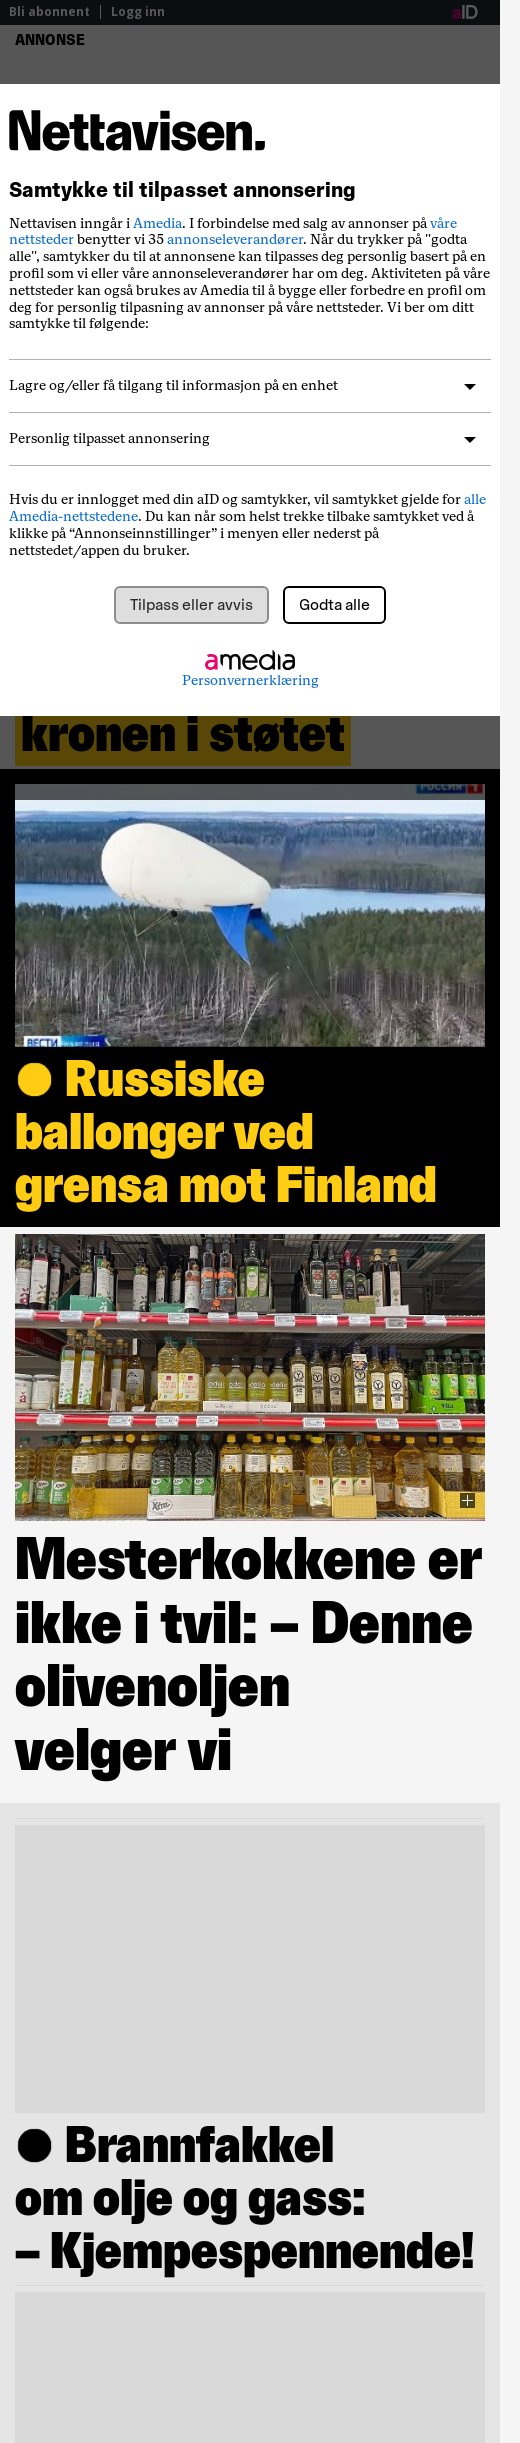 Bli abonnent | Logg inn
aID
ANNONSE
Nettavisen.
Samtykke til tilpasset annonsering
Nettavisen inngår i Amedia. I forbindelse med salg av annonser på våre
nettsteder benytter vi 35 annonseleverandører. Når du trykker på "godta
alle", samtykker du til at annonsene kan tilpasses deg personlig basert på en
profil som vi eller våre annonseleverandører har om deg. Aktiviteten på våre
nettsteder kan også brukes av Amedia til å bygge eller forbedre en profil om
deg for personlig tilpasning av annonser på våre nettsteder. Vi ber om ditt
samtykke til følgende:
Lagre og/eller få tilgang til informasjon på en enhet
Personlig tilpasset annonsering
Hvis du er innlogget med din aID og samtykker, vil samtykket gjelde for alle
Amedia-nettstedene. Du kan når som helst trekke tilbake samtykket ved å
klikke på “Annonseinnstillinger” i menyen eller nederst på
nettstedet/appen du bruker.
Tilpass eller avvis
Godta alle
amedia
Personvernerklæring
kronen i støtet
РОССИЯ 1
ВЕСТИ
● Russiske
ballonger ved
grensa mot Finland
Mesterkokkene er
ikke i tvil: – Denne
olivenoljen
velger vi
● Brannfakkel
om olje og gass:
– Kjempespennende!